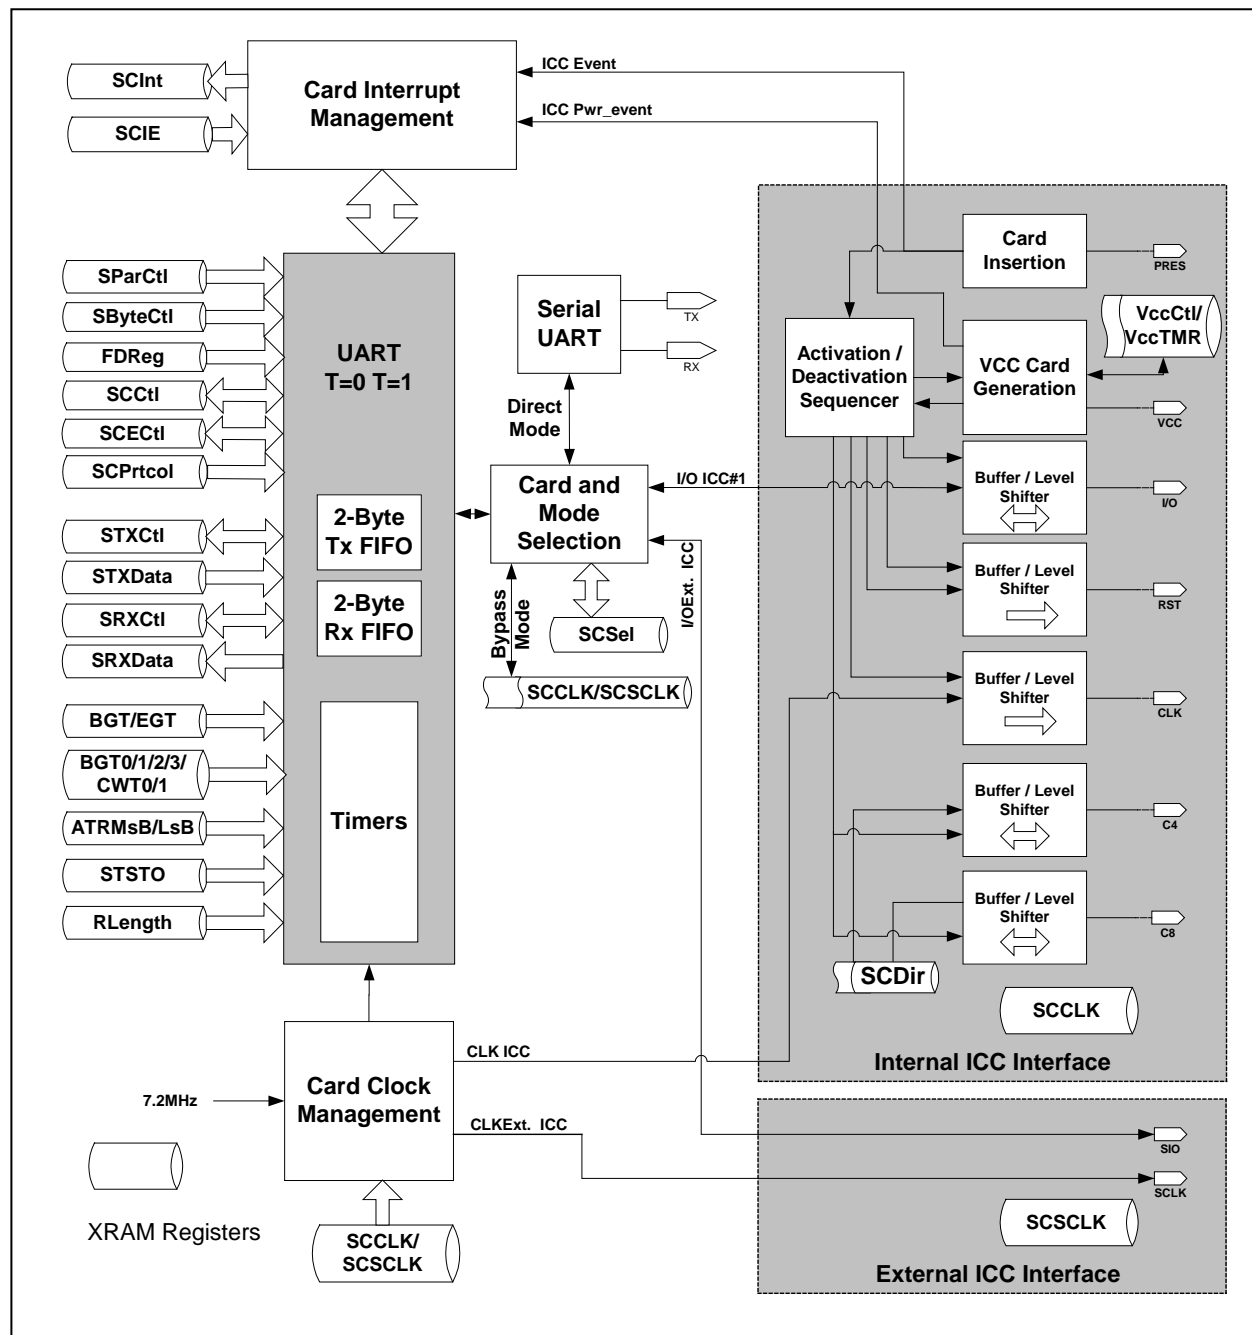 SCInt
SCIE
Card Interrupt
Management
ICC Event
ICC Pwr_event
SParCtl
SByteCtl
FDReg
SCCtl
SCECtl
SCPrtcol
STXCtl
STXData
SRXCtl
SRXData
BGT/EGT
BGT0/1/2/3/
CWT0/1
ATRMsB/LsB
STSTO
RLength
UART
T=0 T=1
2-Byte
Tx FIFO
2-Byte
Rx FIFO
Timers
Serial
UART
TX
RX
Direct
Mode
Card and
Mode
Selection
I/O ICC#1
I/OExt. ICC
Bypass
Mode
SCSel
SCCLK/SCSCLK
Card
Insertion
PRES
VccCtl/
VccTMR
Activation /
Deactivation
Sequencer
VCC Card
Generation
VCC
Buffer / Level
Shifter
I/O
Buffer / Level
Shifter
RST
Buffer / Level
Shifter
CLK
Buffer / Level
Shifter
C4
Buffer / Level
Shifter
C8
SCDir
SCCLK
Internal ICC Interface
Card Clock
Management
7.2MHz
CLK ICC
CLKExt. ICC
SIO
SCLK
SCSCLK
External ICC Interface
XRAM Registers
SCCLK/
SCSCLK